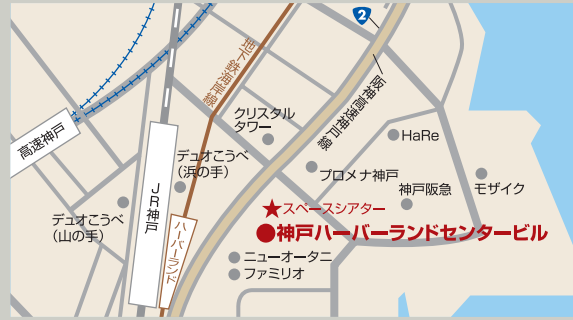 2
地下鉄海岸線
阪神高速神戸線
高速神戸
クリスタル
タワー
HaRe
デュオこうべ
(浜の手)
プロメナ神戸
神戸阪急
モザイク
JR神戸
デュオこうべ
(山の手)
★スペースシアター
●神戸ハーバーランドセンタービル
ハーバーランド
ニューオータニ
ファミリオ